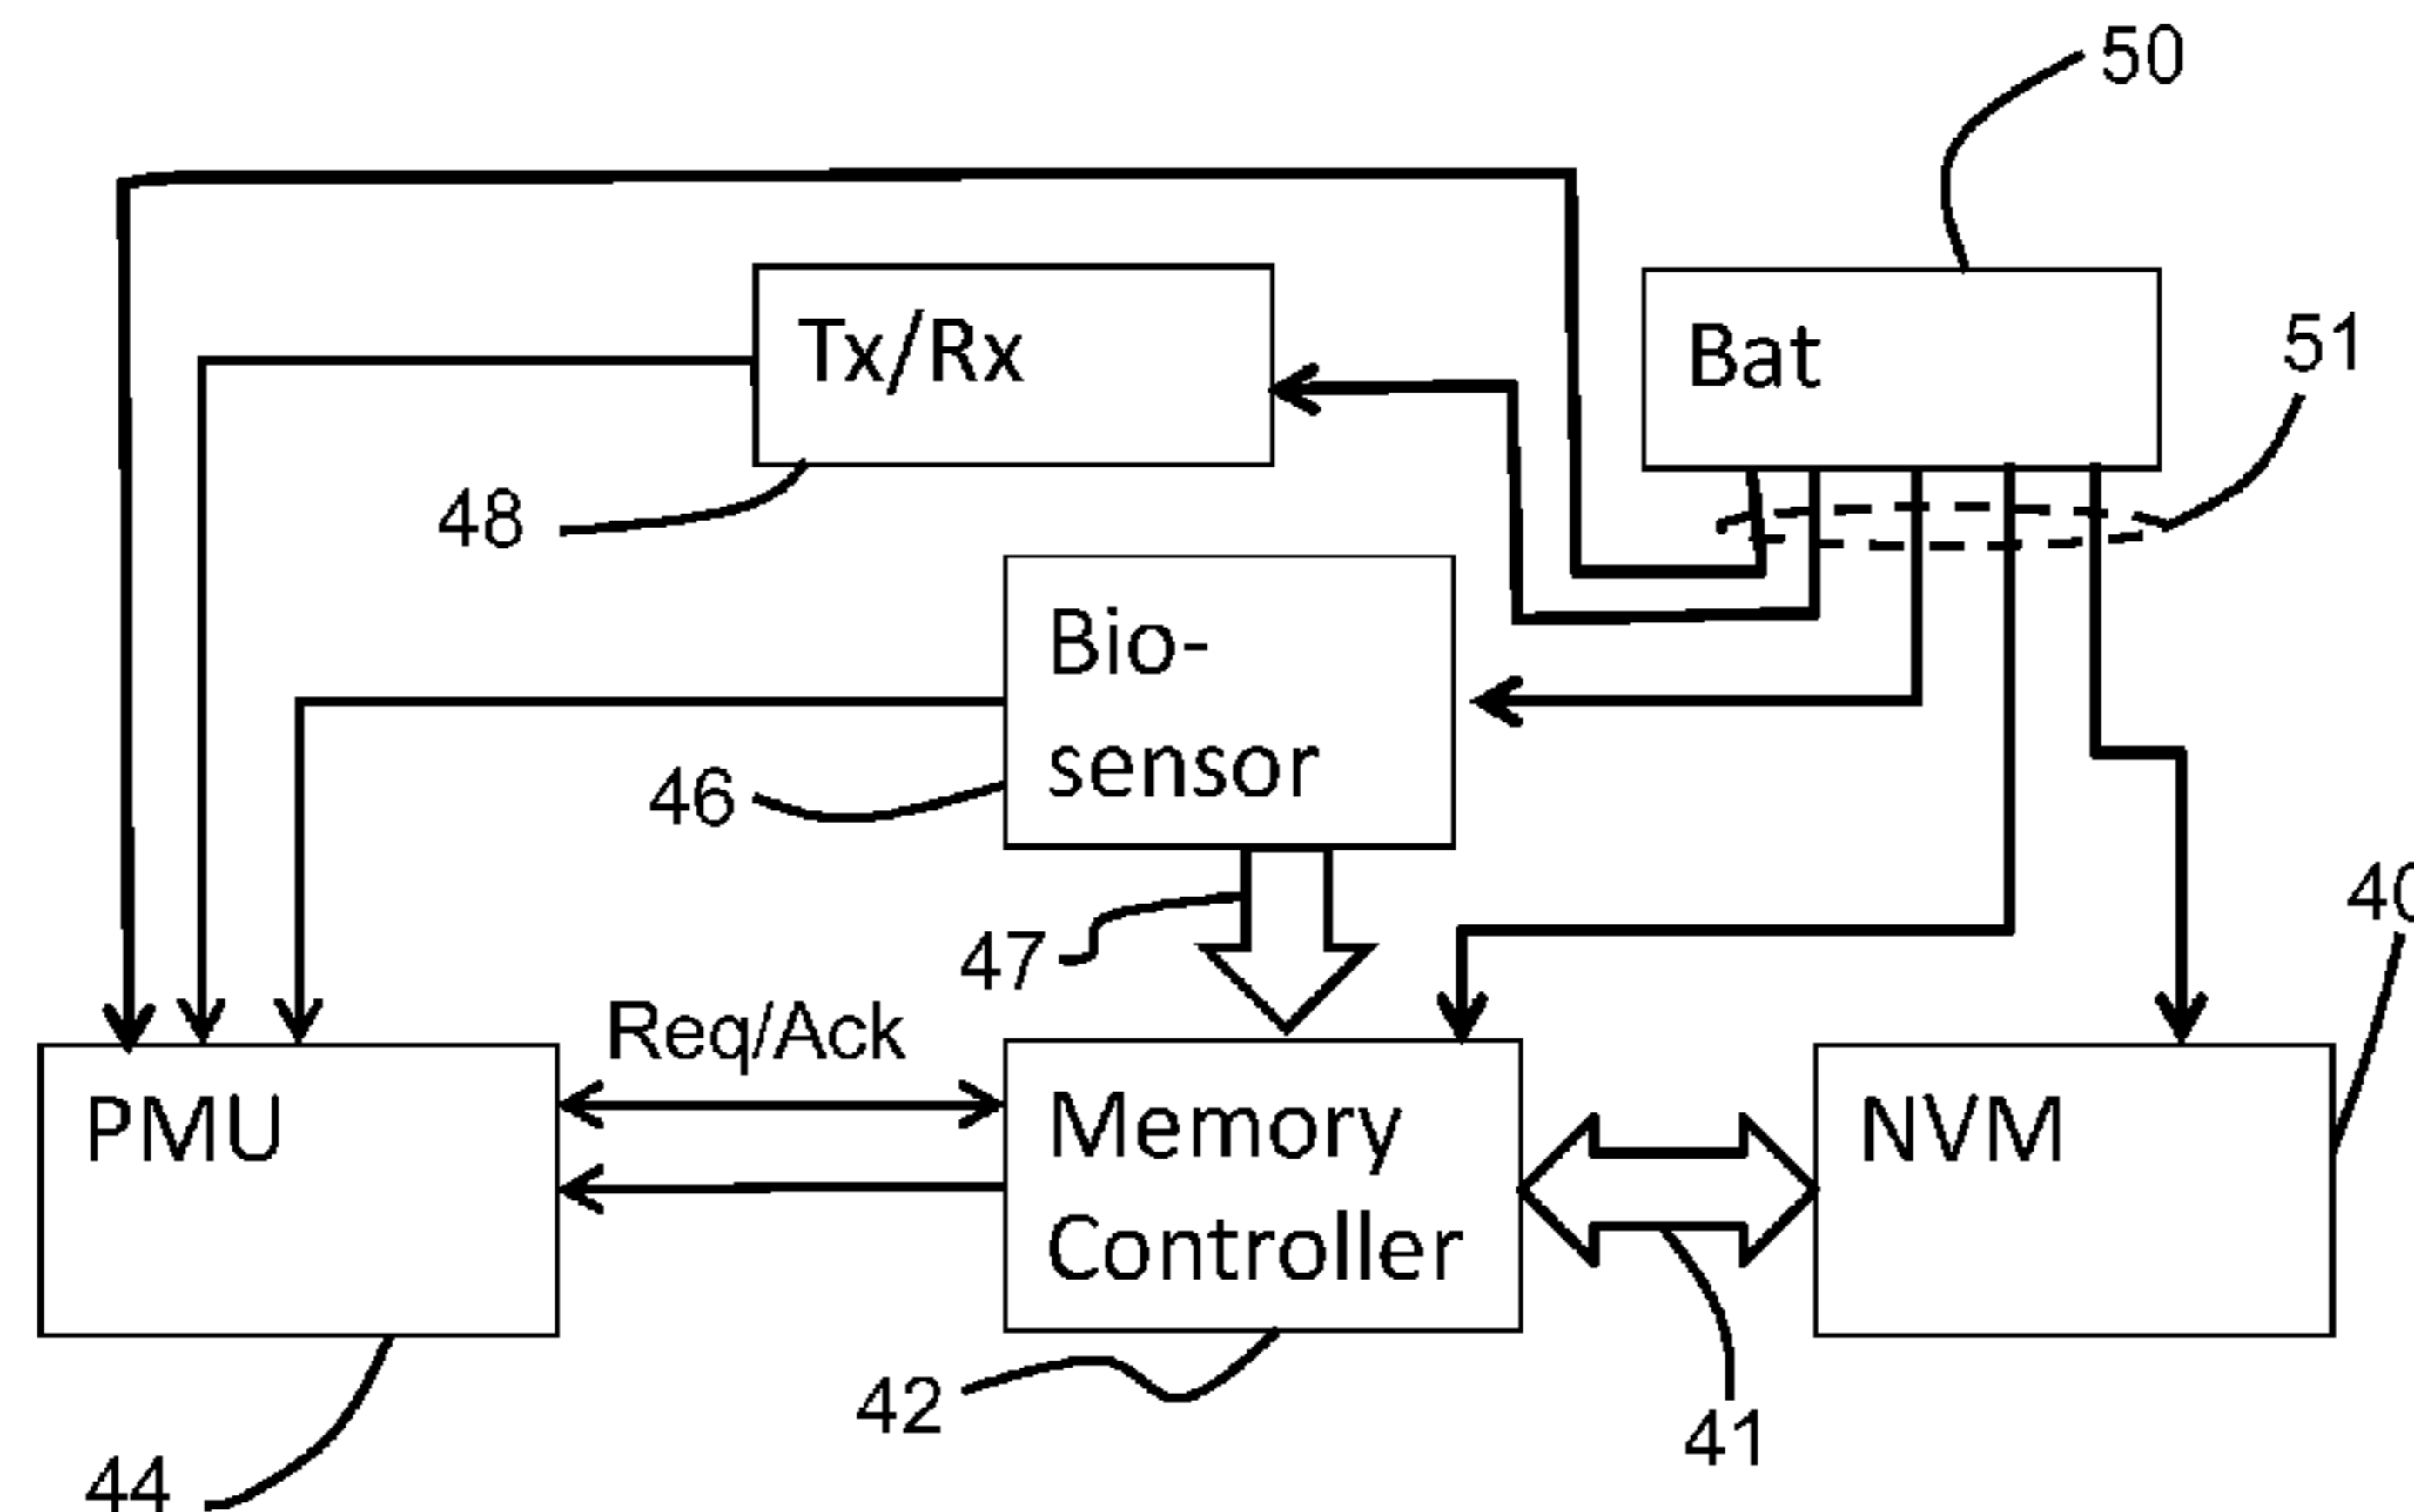 50
Tx/Rx
Bat
51
48
Bio-
sensor
46
40
47
Req/Ack
PMU
Memory
Controller
NVM
42
41
44